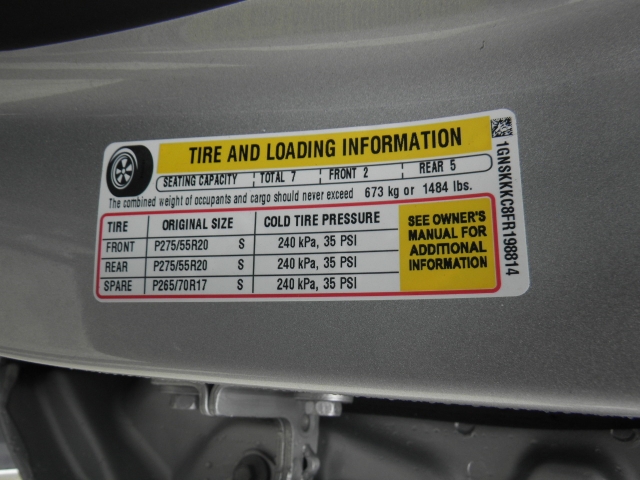 TIRE AND LOADING INFORMATION
SEATING CAPACITY TOTAL 7 FRONT 2 REAR 5
The combined weight of occupants and cargo should never exceed 673 kg or 1484 lbs.
TIRE ORIGINAL SIZE COLD TIRE PRESSURE
FRONT P275/55R20 S 240 kPa, 35 PSI
REAR P275/55R20 S 240 kPa, 35 PSI
SPARE P265/70R17 S 240 kPa, 35 PSI
SEE OWNER'S
MANUAL FOR
ADDITIONAL
INFORMATION
1GNSKKKC8FR198814